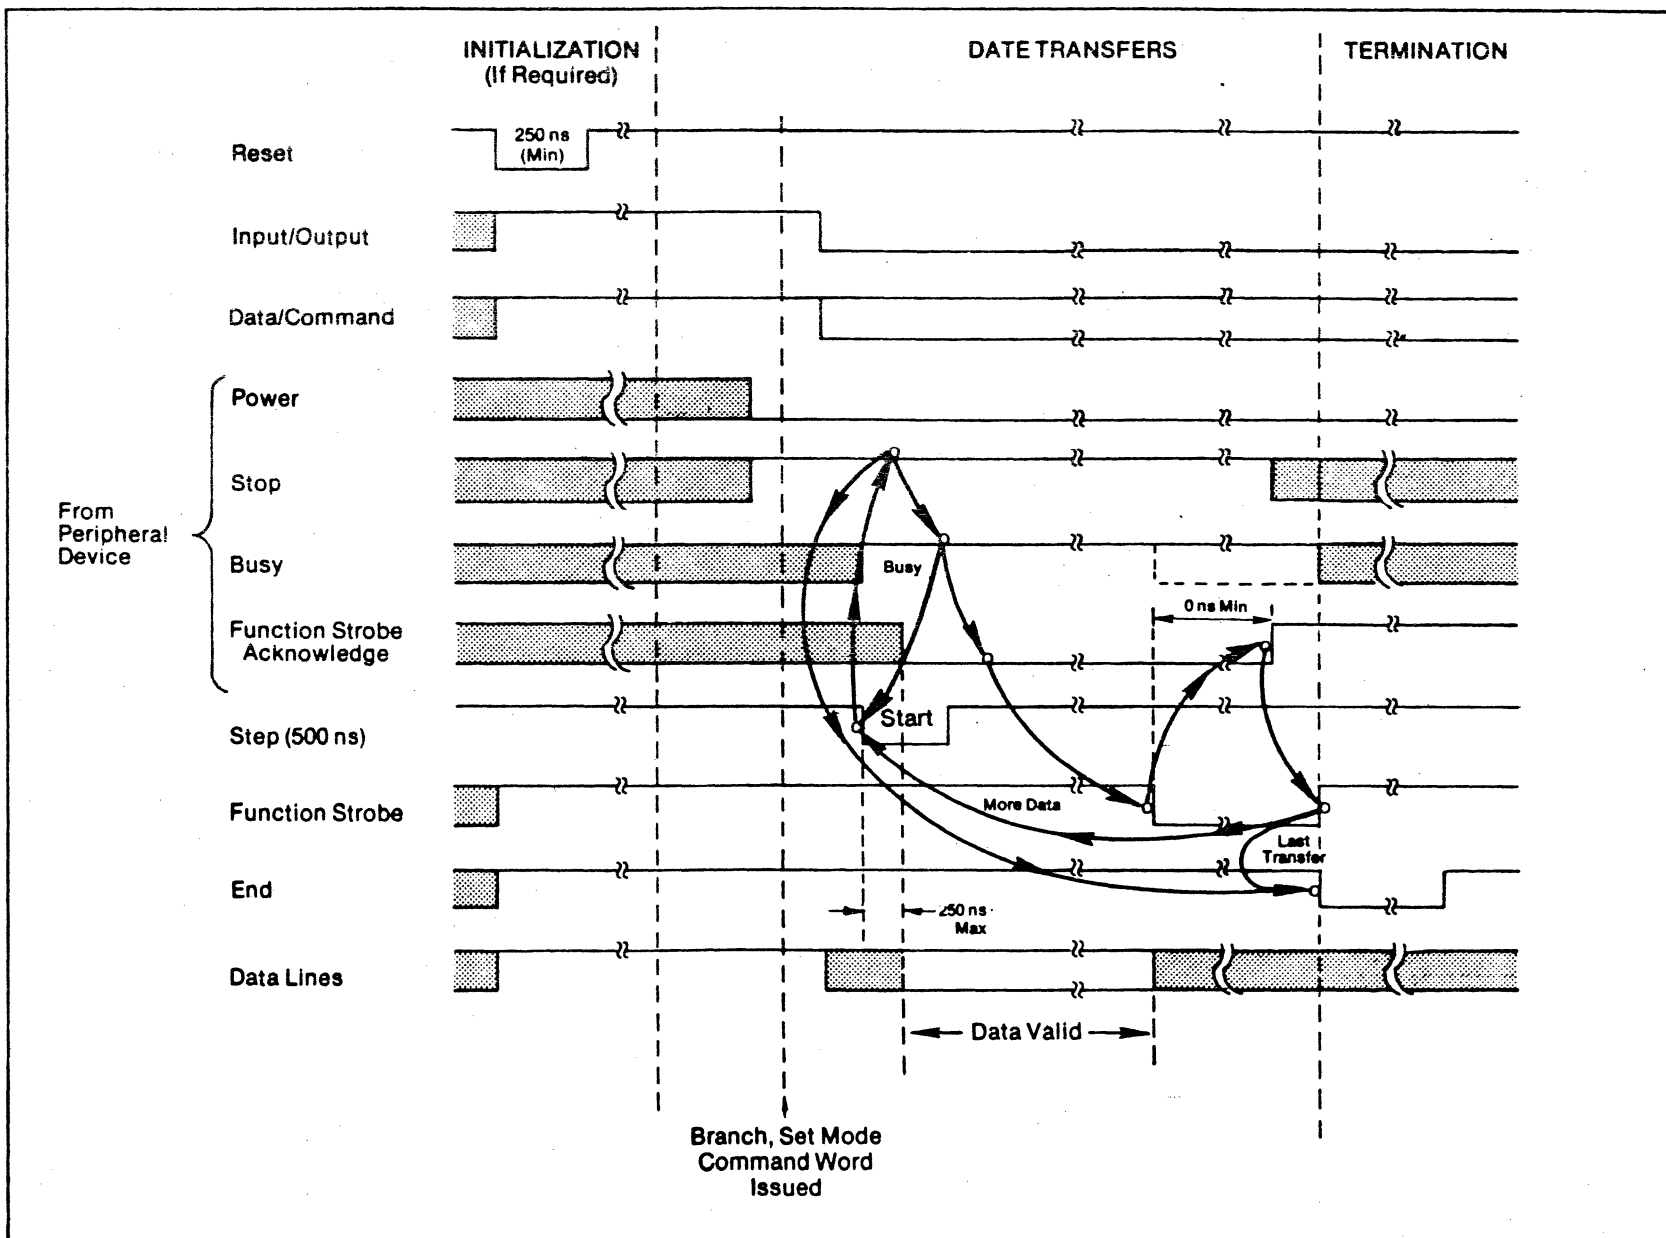 INITIALIZATION
(If Required)
DATE TRANSFERS
TERMINATION
Reset
250 ns
(Min)
Input/Output
Data/Command
Power
Stop
From
Peripheral
Device
Busy
Busy
Function Strobe
Acknowledge
0 ns Min
Step (500 ns)
Start
Function Strobe
More Data
Last
Transfer
End
250 ns
Max
Data Lines
Data Valid
Branch, Set Mode
Command Word
Issued